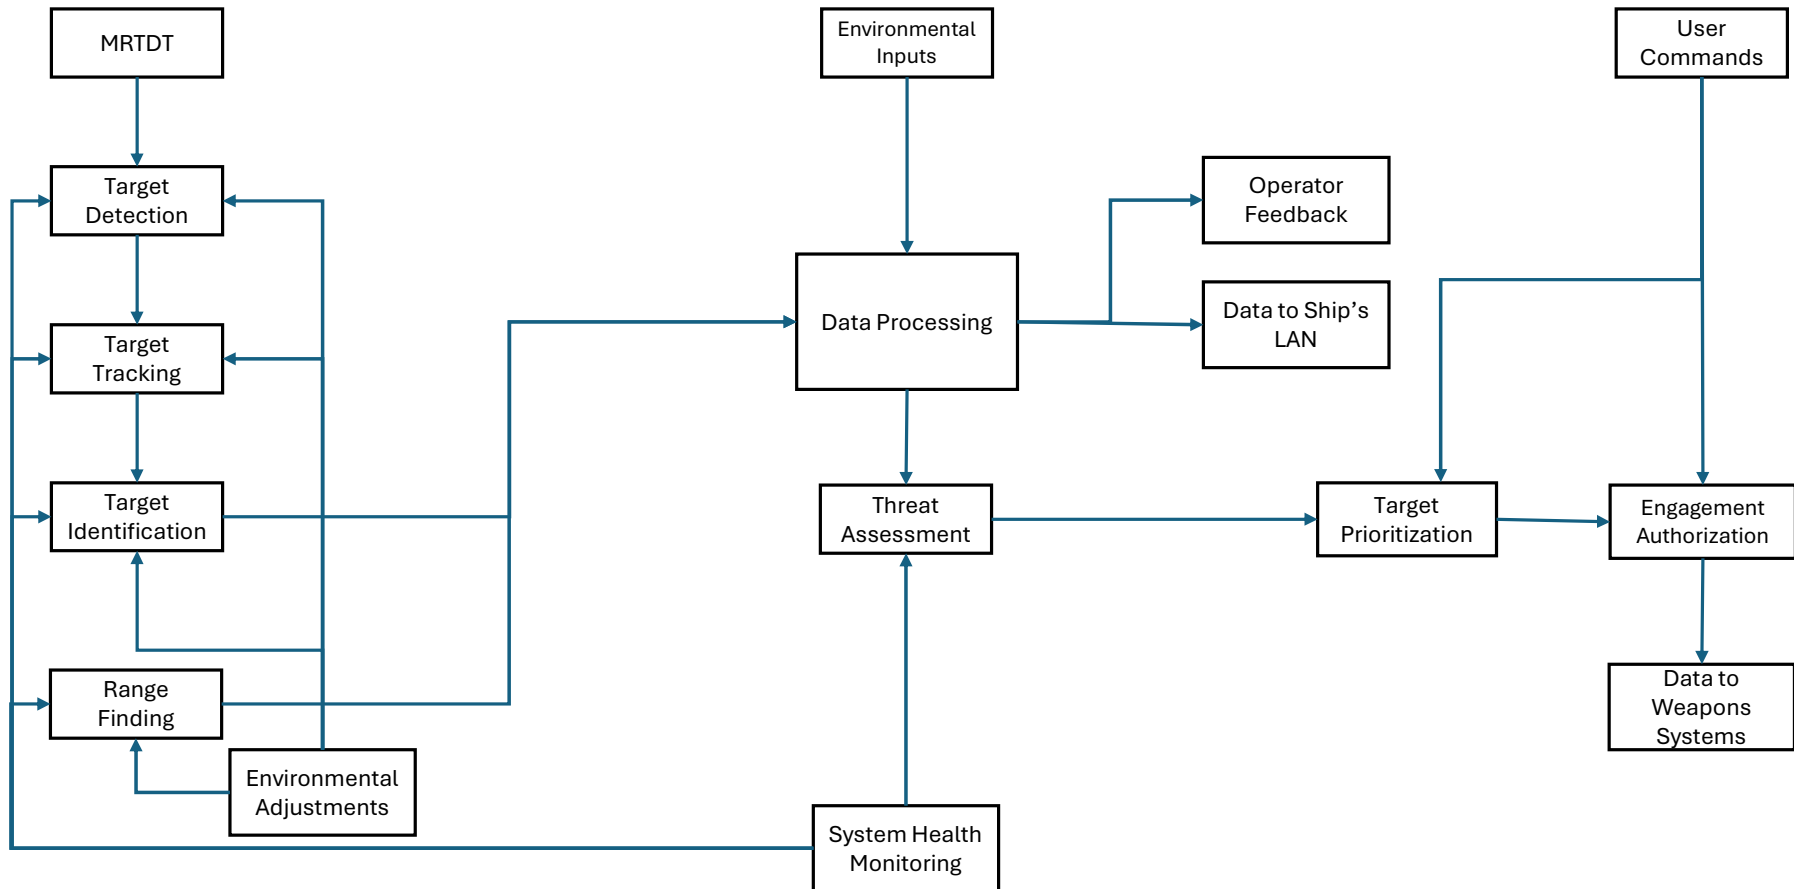 MRTDT
Environmental
Inputs
User
Commands
Target
Detection
Operator
Feedback
Data Processing
Data to Ship’s
LAN
Target
Tracking
Target
Identification
Threat
Assessment
Target
Prioritization
Engagement
Authorization
Range
Finding
Data to
Weapons
Systems
Environmental
Adjustments
System Health
Monitoring